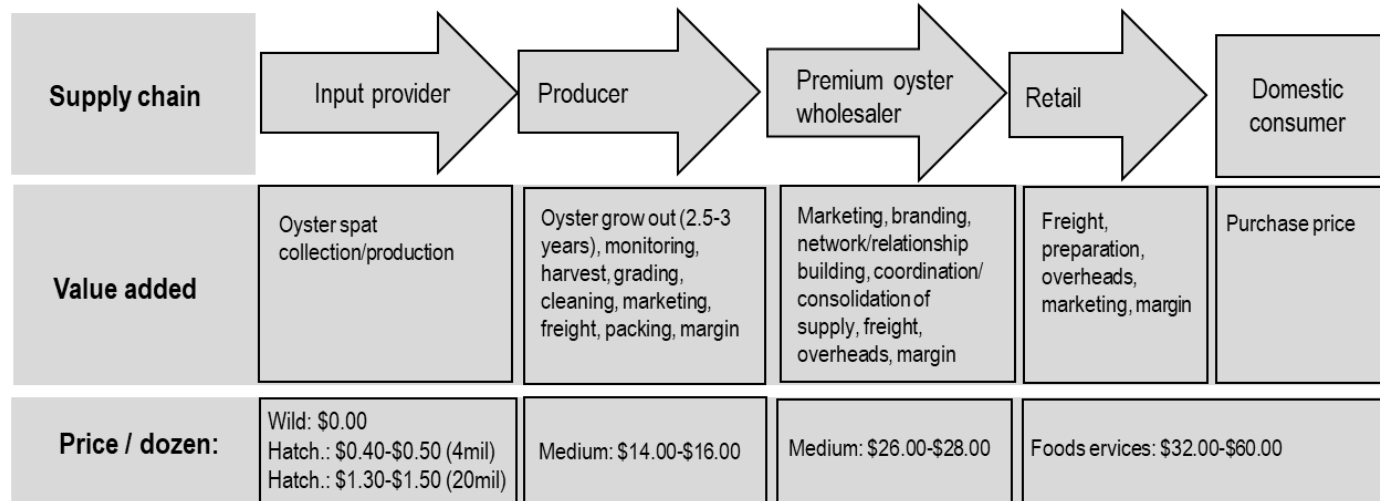 Supply chain
Input provider
Producer
Premium oyster
wholesaler
Retail
Domestic
consumer
Value added
Oyster spat
collection/production
Oyster grow out (2.5-3
years), monitoring,
harvest, grading,
cleaning, marketing,
freight, packing, margin
Marketing, branding,
network/relationship
building, coordination/
consolidation of
supply, freight,
overheads, margin
Freight,
preparation,
overheads,
marketing, margin
Purchase price
Price / dozen:
Wild: $0.00
Hatch.: $0.40-$0.50 (4mil)
Hatch.: $1.30-$1.50 (20mil)
Medium: $14.00-$16.00
Medium: $26.00-$28.00
Foods ervices: $32.00-$60.00